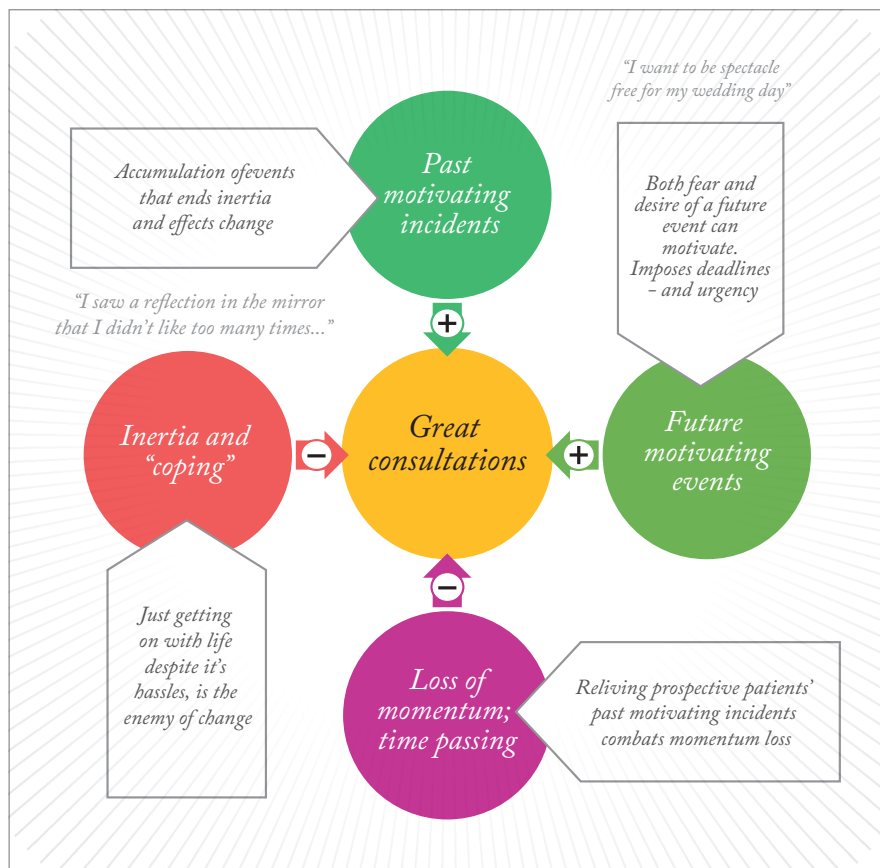 “I want to be spectacle
free for my wedding day”
Accumulation ofevents
that ends inertia
and effects change
Past
motivating
incidents
Both fear and
desire of a future
event can
motivate.
Imposes deadlines
– and urgency
“I saw a reflection in the mirror
that I didn’t like too many times...”
+
Inertia and
“coping”
–
Great
consultations
+
Future
motivating
events
–
Just getting
on with life
despite it’s
hassles, is the
enemy of change
Loss of
momentum;
time passing
Reliving prospective patients’
past motivating incidents
combats momentum loss